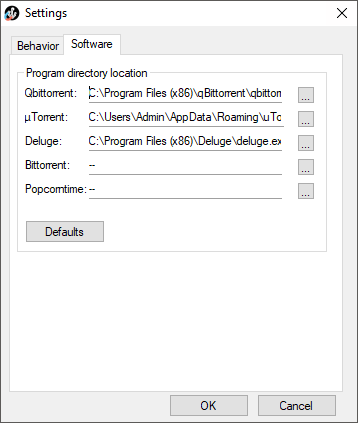 Settings
Behavior
Software
Program directory location
Qbittorrent: C:\Program Files (x86)\qBittorrent\qbittorr ...
µTorrent: C:\Users\Admin\AppData\Roaming\uTo ...
Deluge: C:\Program Files (x86)\Deluge\deluge.ex ...
Bittorrent: -- ...
Popcorntime: -- ...
Defaults
OK
Cancel